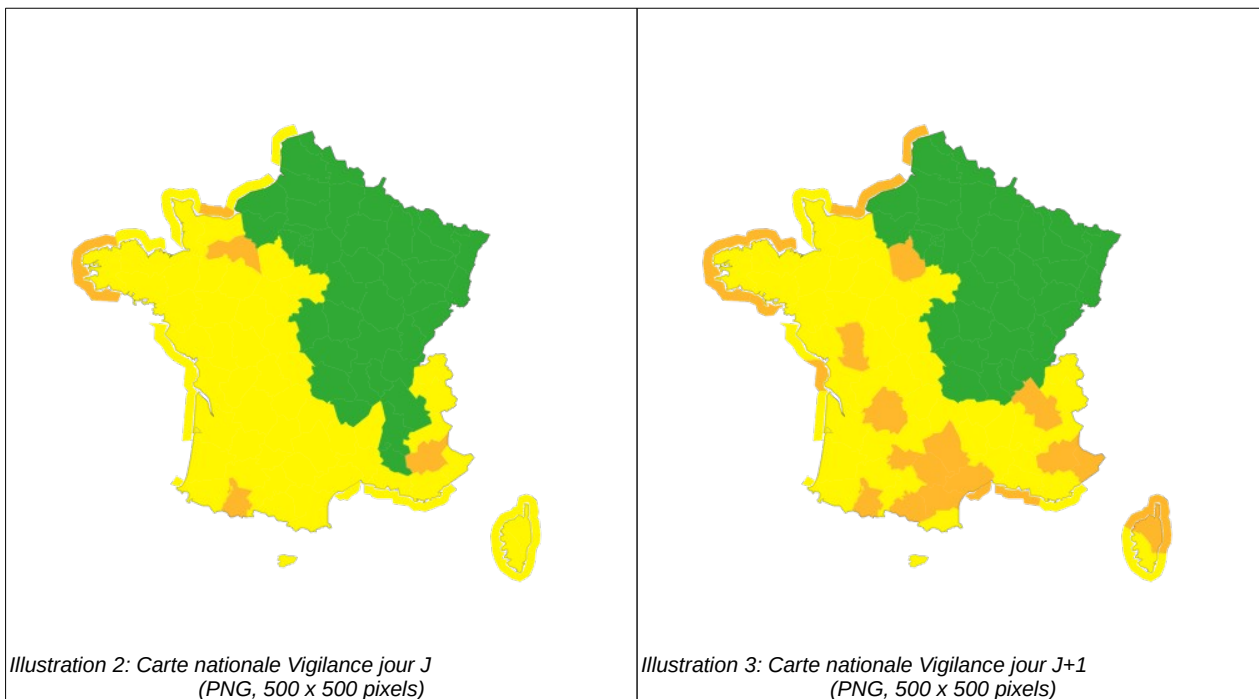 Illustration 2: Carte nationale Vigilance jour J
(PNG, 500 x 500 pixels)
Illustration 3: Carte nationale Vigilance jour J+1
(PNG, 500 x 500 pixels)